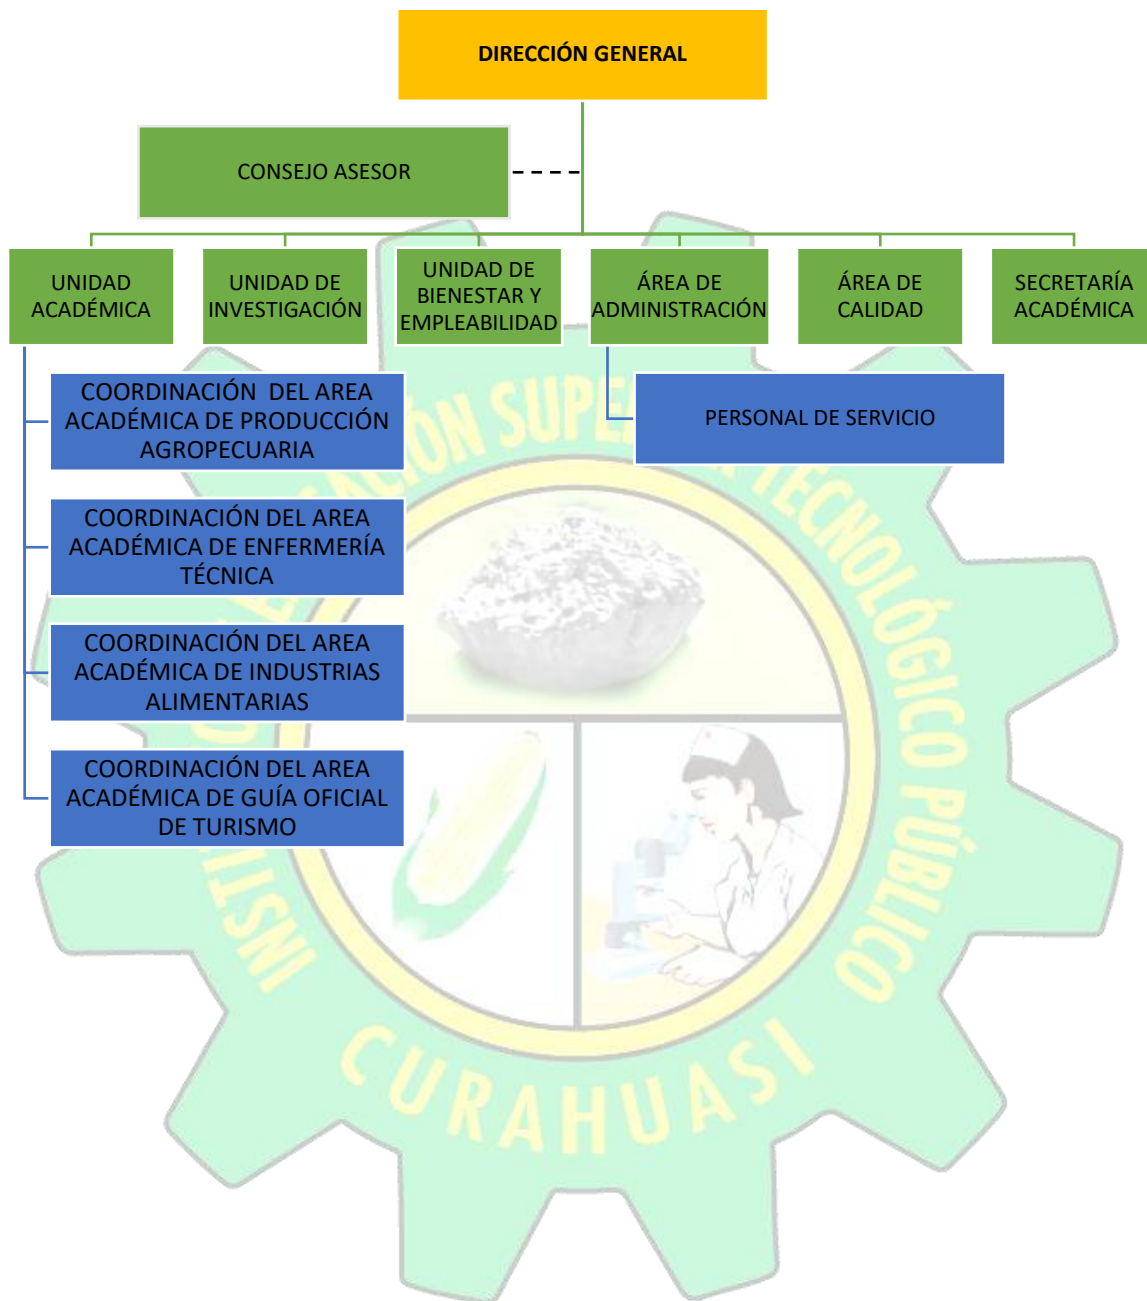 DIRECCIÓN GENERAL
CONSEJO ASESOR
UNIDAD
ACADÉMICA
UNIDAD DE
INVESTIGACIÓN
UNIDAD DE
BIENESTAR Y
EMPLEABILIDAD
ÁREA DE
ADMINISTRACIÓN
ÁREA DE
CALIDAD
SECRETARÍA
ACADÉMICA
COORDINACIÓN DEL AREA
ACADÉMICA DE PRODUCCIÓN
AGROPECUARIA
PERSONAL DE SERVICIO
COORDINACIÓN DEL AREA
ACADÉMICA DE ENFERMERÍA
TÉCNICA
COORDINACIÓN DEL AREA
ACADÉMICA DE INDUSTRIAS
ALIMENTARIAS
COORDINACIÓN DEL AREA
ACADÉMICA DE GUÍA OFICIAL
DE TURISMO
TECNOLÓGICO PÚBLICO
CURAHUASI